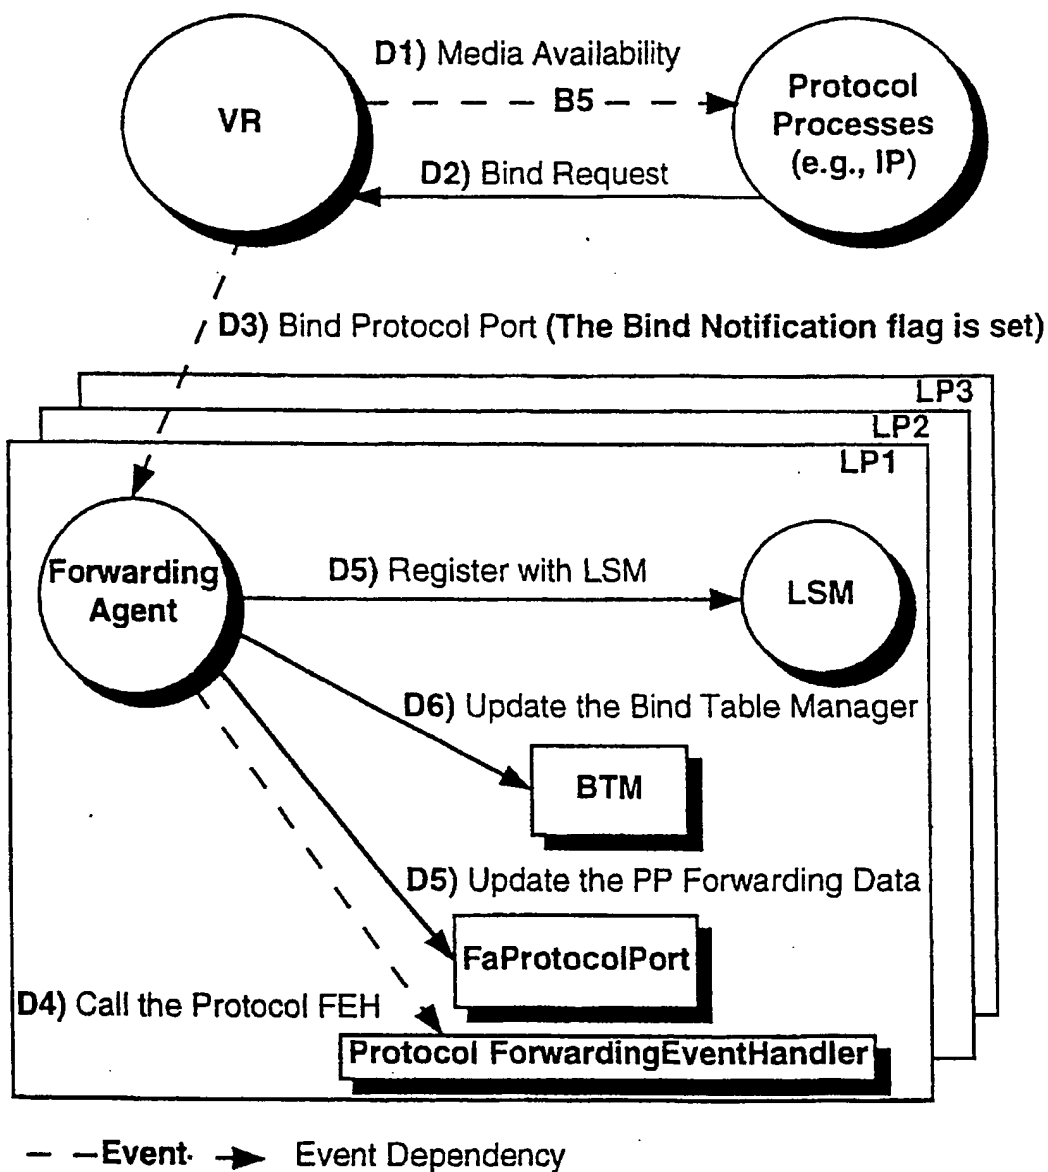 D1) Media Availability
VR
B5
Protocol
Processes
(e.g., IP)
D2) Bind Request
D3) Bind Protocol Port (The Bind Notification flag is set)
LP3
LP2
LP1
Forwarding
Agent
D5) Register with LSM
LSM
D6) Update the Bind Table Manager
BTM
D5) Update the PP Forwarding Data
FaProtocolPort
D4) Call the Protocol FEH
Protocol ForwardingEventHandler
Event Event Dependency